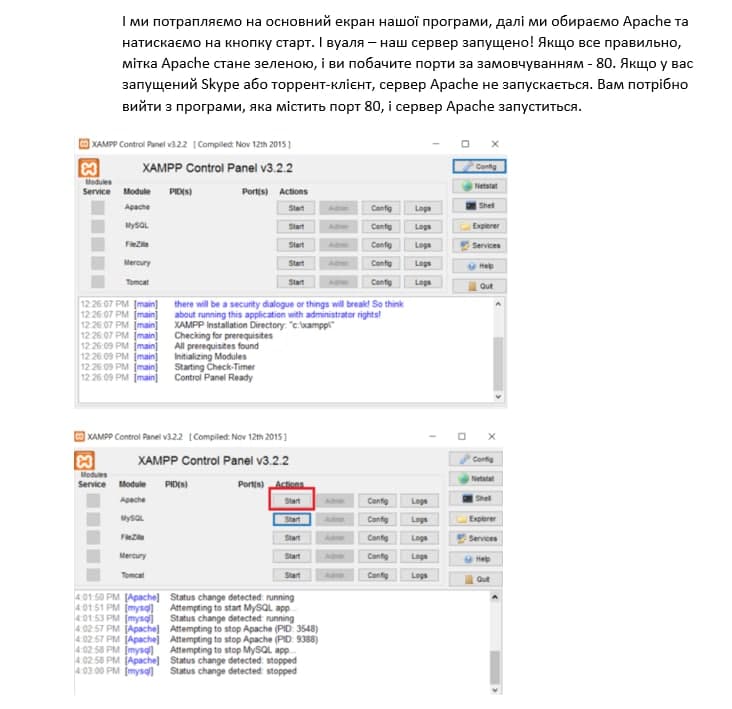 І ми потрапляємо на основний екран нашої програми, далі ми обираємо Apache та
натискаємо на кнопку старт. І вуаля – наш сервер запущено! Якщо все правильно,
мітка Apache стане зеленою, і ви побачите порти за замовчуванням - 80. Якщо у вас
запущений Skype або торрент-клієнт, сервер Apache не запускається. Вам потрібно
вийти з програми, яка містить порт 80, і сервер Apache запуститься.
XAMPP Control Panel v3.2.2 [ Compiled: Nov 12th 2015 ]
XAMPP Control Panel v3.2.2 Config
Modules
Service Module PID(s) Port(s) Actions Netstat
Apache Start Admin Config Logs Shell
MySQL Start Admin Config Logs Explorer
FileZilla Start Admin Config Logs Services
Mercury Start Admin Config Logs Help
Tomcat Start Admin Config Logs Quit
12:26:07 PM [main] there will be a security dialogue or things will break! So think
12:26:07 PM [main] about running this application with administrator rights!
12:26:07 PM [main] XAMPP Installation Directory: "c:\xampp\"
12:26:07 PM [main] Checking for prerequisites
12:26:09 PM [main] All prerequisites found
12:26:09 PM [main] Initializing Modules
12:26:09 PM [main] Starting Check-Timer
12:26:09 PM [main] Control Panel Ready
XAMPP Control Panel v3.2.2 [ Compiled: Nov 12th 2015 ]
XAMPP Control Panel v3.2.2 Config
Modules
Service Module PID(s) Port(s) Actions Netstat
Apache Start Admin Config Logs Shell
MySQL Start Admin Config Logs Explorer
FileZilla Start Admin Config Logs Services
Mercury Start Admin Config Logs Help
Tomcat Start Admin Config Logs Quit
4:01:50 PM [Apache] Status change detected: running
4:01:51 PM [mysql] Attempting to start MySQL app...
4:01:53 PM [mysql] Status change detected: running
4:02:57 PM [Apache] Attempting to stop Apache (PID: 3548)
4:02:57 PM [Apache] Attempting to stop Apache (PID: 9388)
4:02:58 PM [mysql] Attempting to stop MySQL app...
4:02:58 PM [Apache] Status change detected: stopped
4:03:00 PM [mysql] Status change detected: stopped